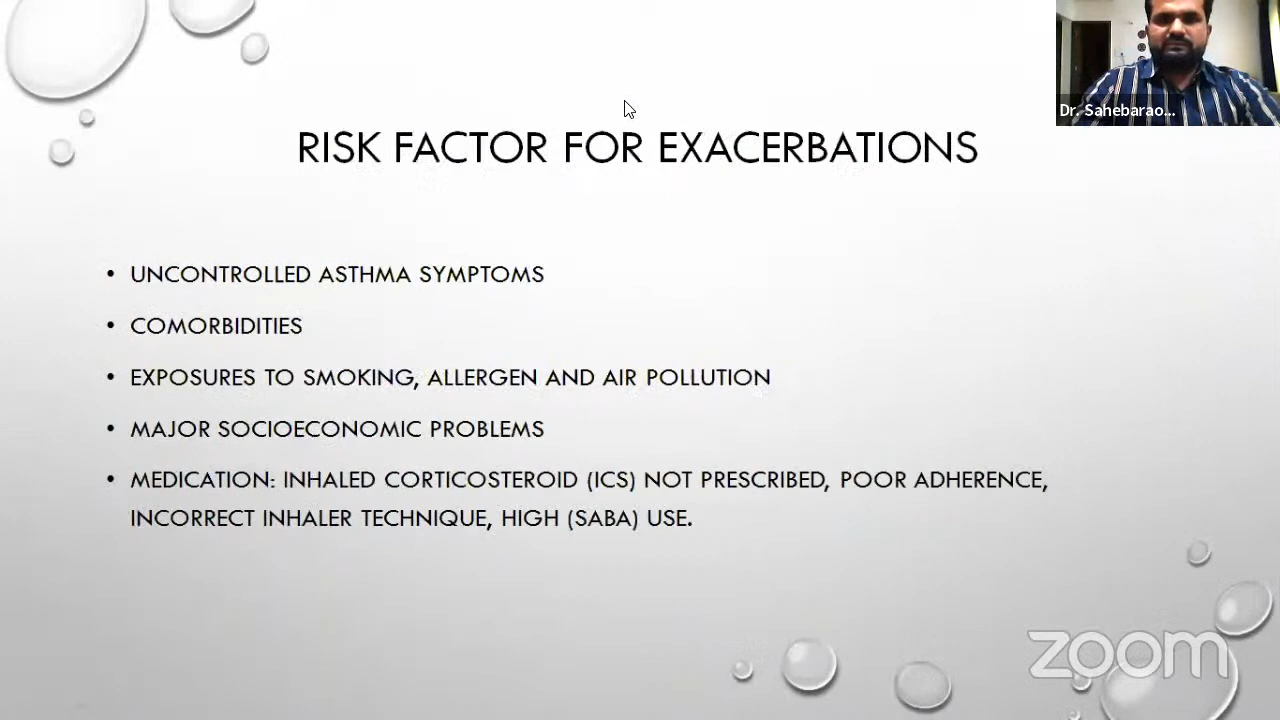 Dr. Sahebarao...
RISK FACTOR FOR EXACERBATIONS
• UNCONTROLLED ASTHMA SYMPTOMS
• COMORBIDITIES
• EXPOSURES TO SMOKING, ALLERGEN AND AIR POLLUTION
• MAJOR SOCIOECONOMIC PROBLEMS
• MEDICATION: INHALED CORTICOSTEROID (ICS) NOT PRESCRIBED, POOR ADHERENCE,
INCORRECT INHALER TECHNIQUE, HIGH (SABA) USE.
zoom